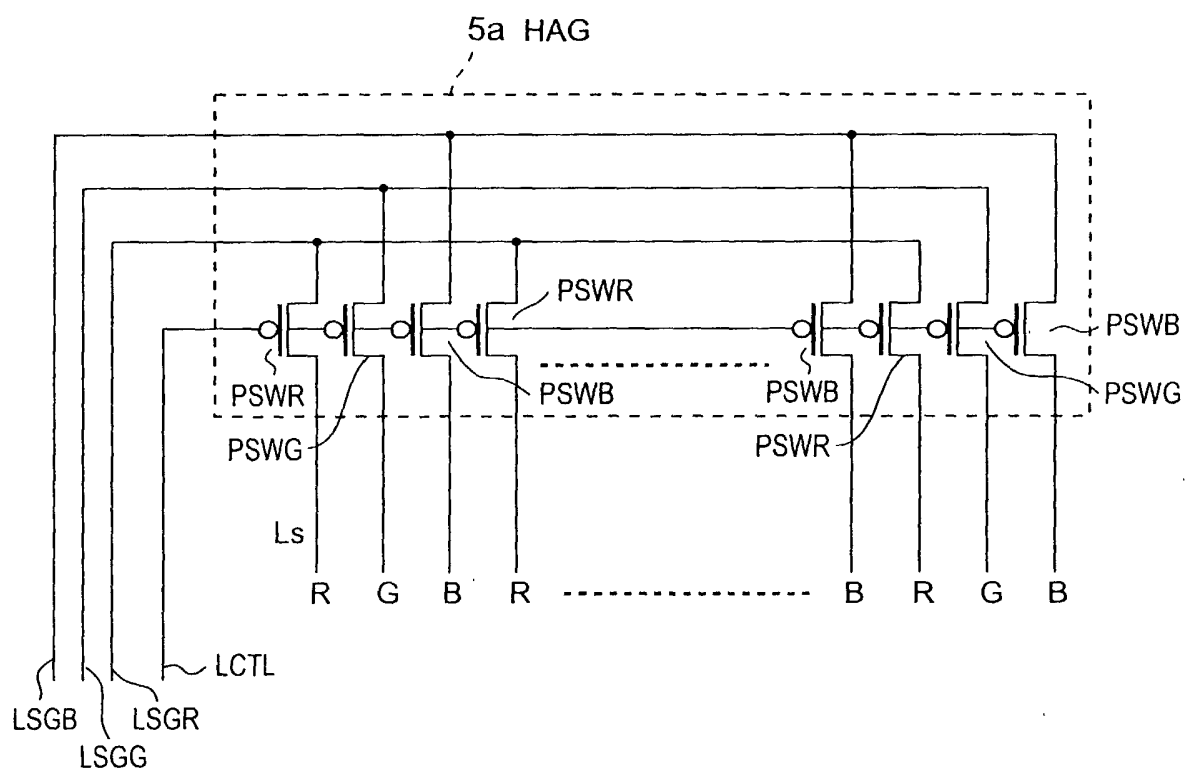 5a HAG
PSWR
PSWB
PSWR
PSWB
PSWB
PSWG
PSWG
PSWR
Ls
R G B R B R G B
LCTL
LSGB
LSGR
LSGG